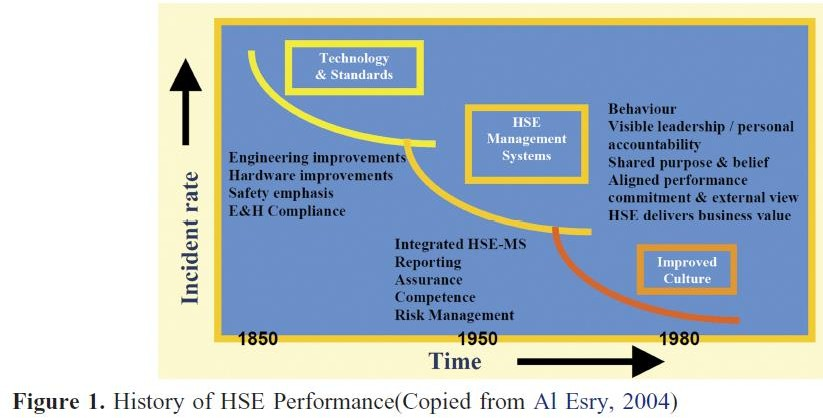 Technology
& Standards
HSE
Management
Systems
Behaviour
Visible leadership / personal
accountability
Shared purpose & belief
Aligned performance
commitment & external view
HSE delivers business value
Engineering improvements
Hardware improvements
Safety emphasis
E&H Compliance
Integrated HSE-MS
Reporting
Assurance
Competence
Risk Management
Improved
Culture
Incident rate
1850
1950
1980
Time
Figure 1. History of HSE Performance(Copied from Al Esry, 2004)